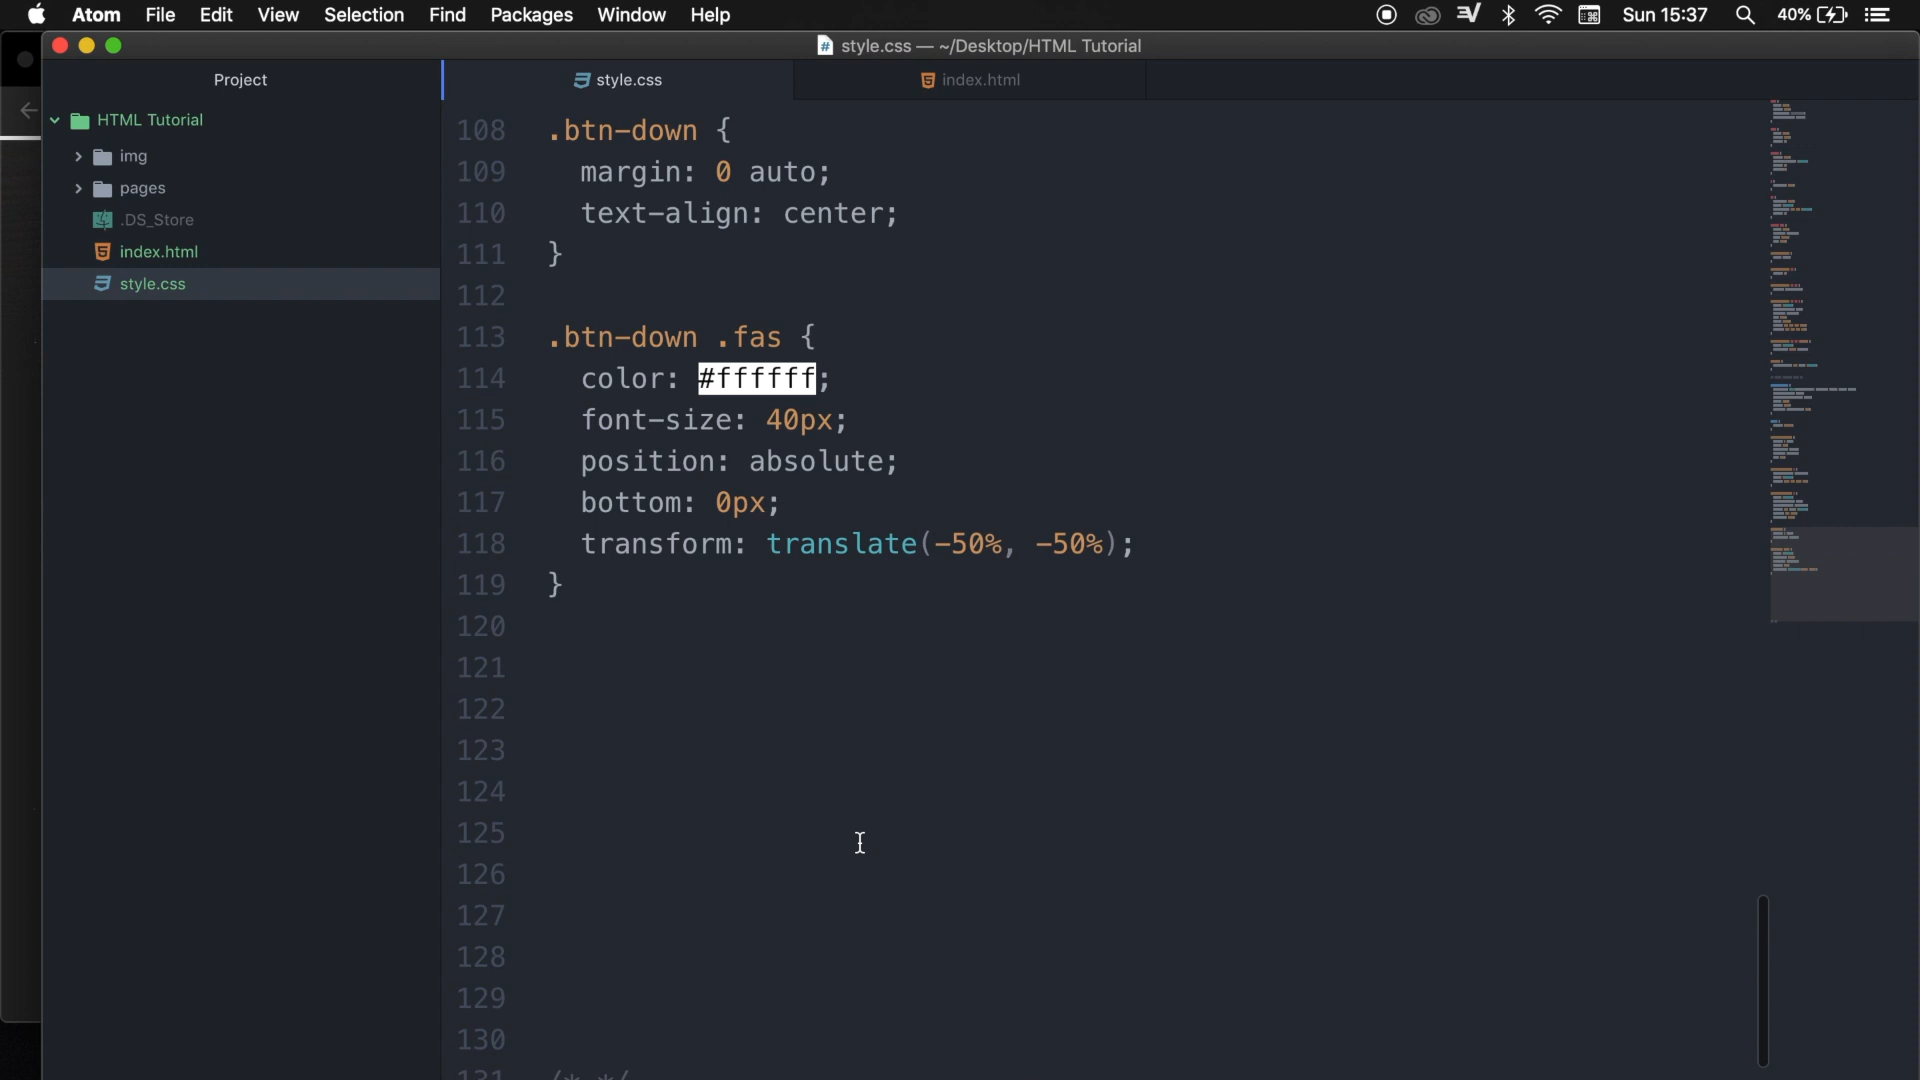 Atom File Edit View Selection Find Packages Window Help Sun 15:37 40%
style.css — ~/Desktop/HTML Tutorial
Project style.css index.html
HTML Tutorial
img
pages
.DS_Store
index.html
style.css
108 .btn-down {
109 margin: 0 auto;
110 text-align: center;
111 }
112
113 .btn-down .fas {
114 color: #ffffff;
115 font-size: 40px;
116 position: absolute;
117 bottom: 0px;
118 transform: translate(-50%, -50%);
119 }
120
121
122
123
124
125
126
127
128
129
130
131 /* */